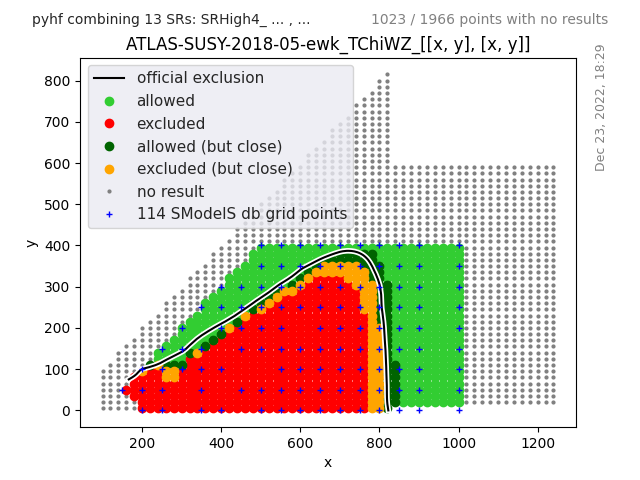 pyhf combining 13 SRs: SRHigh4_ ... , ...
1023 / 1966 points with no results
ATLAS-SUSY-2018-05-ewk_TChiWZ_[[x, y], [x, y]]
Dec 23, 2022, 18:29
official exclusion
allowed
excluded
allowed (but close)
excluded (but close)
no result
114 SModelS db grid points
y
800
700
600
500
400
300
200
100
0
200 400 600 800 1000 1200
x